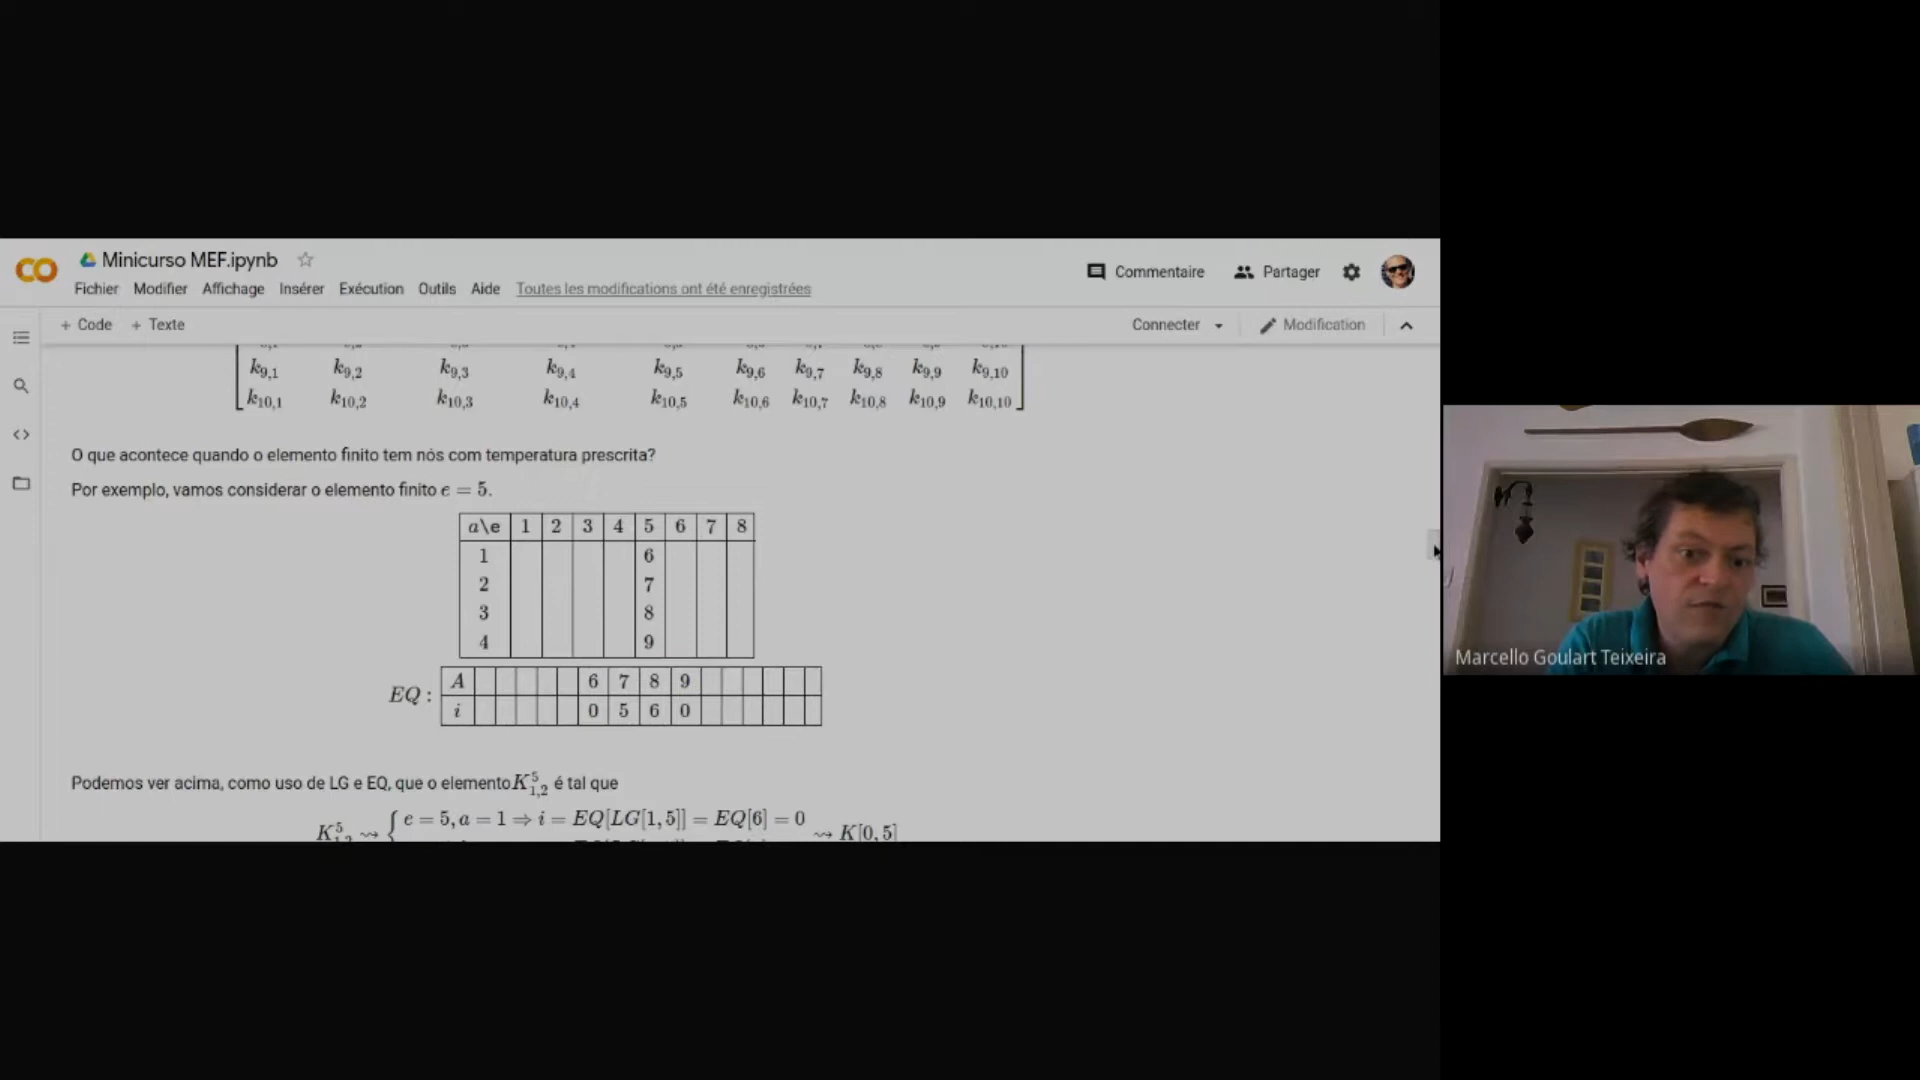 CO Minicurso MEF.ipynb
Fichier Modifier Affichage Insérer Exécution Outils Aide Toutes les modifications ont été enregistrées
Commentaire Partager
+ Code + Texte
Connecter Modification
k9,1 k9,2 k9,3 k9,4 k9,5 k9,6 k9,7 k9,8 k9,9 k9,10
k10,1 k10,2 k10,3 k10,4 k10,5 k10,6 k10,7 k10,8 k10,9 k10,10
O que acontece quando o elemento finito tem nós com temperatura prescrita?
Por exemplo, vamos considerar o elemento finito e = 5.
a\e 1 2 3 4 5 6 7 8
1 6
2 7
3 8
4 9
EQ :
A 6 7 8 9
i 0 5 6 0
Podemos ver acima, como uso de LG e EQ, que o elemento K⁵1,2 é tal que
K⁵1,2 ⇝ { e = 5, a = 1 ⇒ i = EQ[LG[1, 5]] = EQ[6] = 0 ⇝ K[0, 5]
Marcello Goulart Teixeira